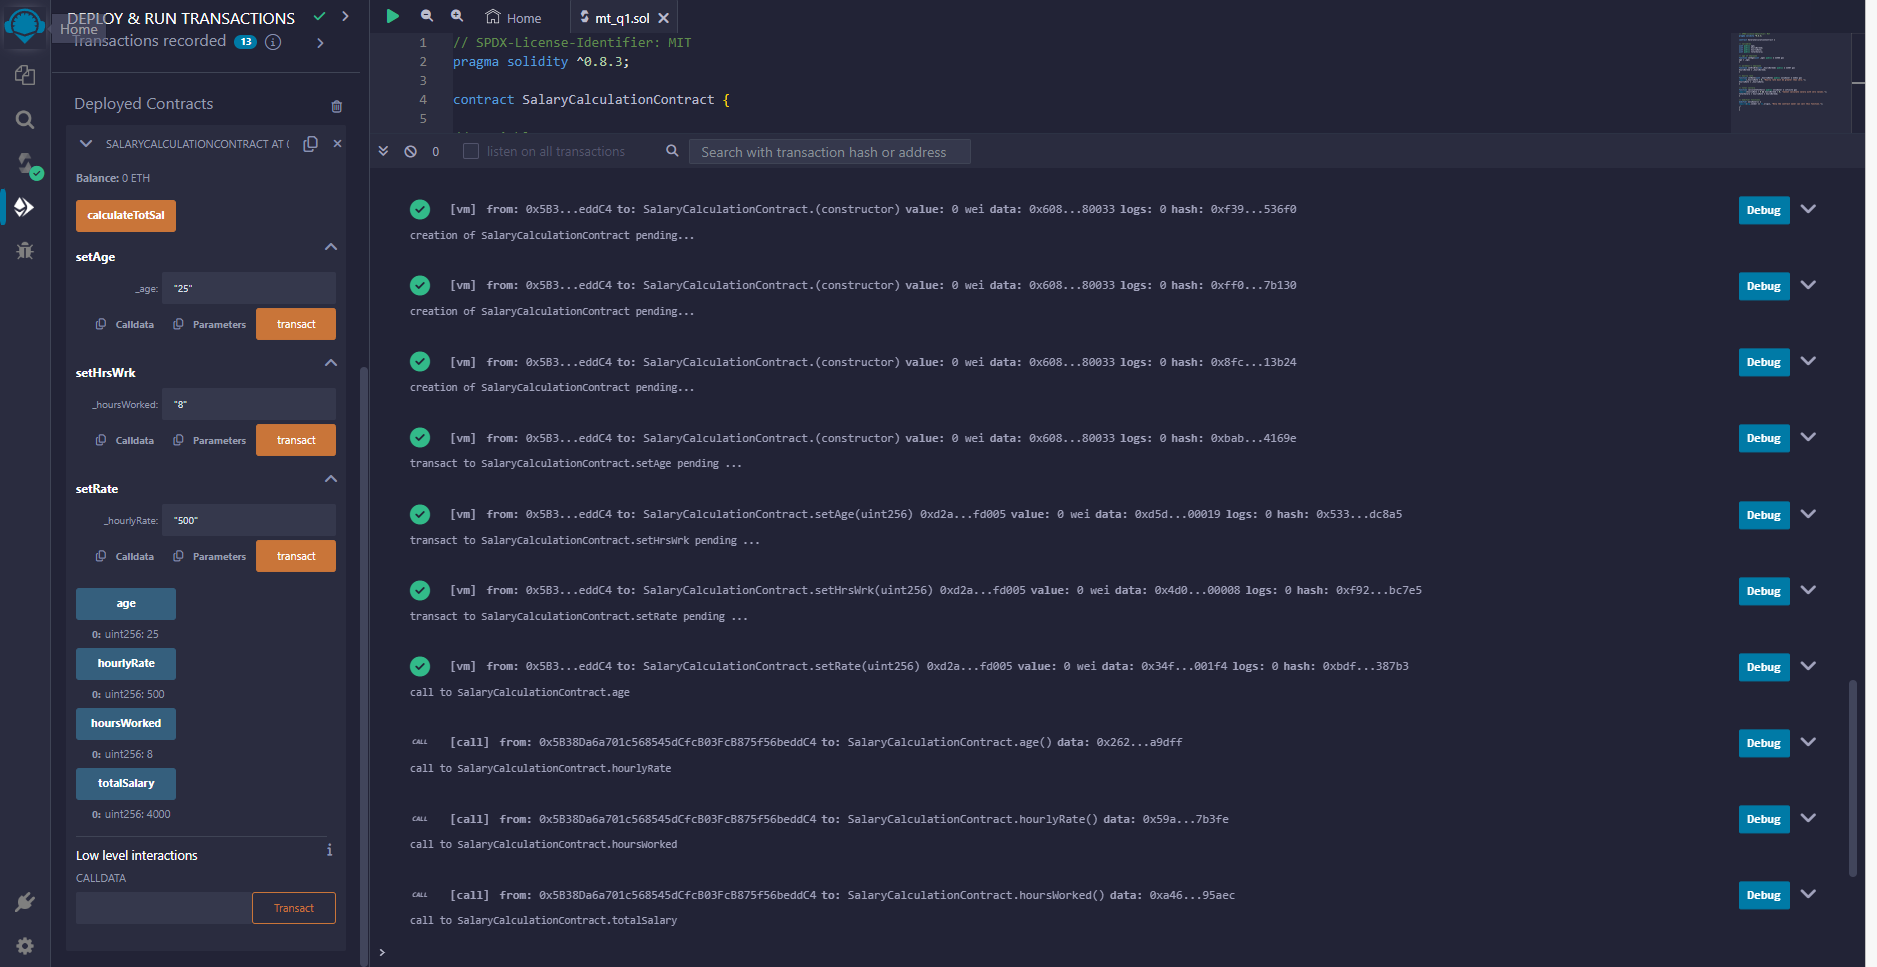 DEPLOY & RUN TRANSACTIONS
Home
Transactions recorded 13
Deployed Contracts
SALARYCALCULATIONCONTRACT AT (
Balance: 0 ETH
calculateTotSal
setAge
_age: "25"
Calldata Parameters transact
setHrsWrk
_hoursWorked: "8"
Calldata Parameters transact
setRate
_hourlyRate: "500"
Calldata Parameters transact
age
0: uint256: 25
hourlyRate
0: uint256: 500
hoursWorked
0: uint256: 8
totalSalary
0: uint256: 4000
Low level interactions
CALLDATA
Transact
Home mt_q1.sol
1 // SPDX-License-Identifier: MIT
2 pragma solidity ^0.8.3;
3
4 contract SalaryCalculationContract {
5
0 listen on all transactions Search with transaction hash or address
[vm] from: 0x5B3...eddC4 to: SalaryCalculationContract.(constructor) value: 0 wei data: 0x608...80033 logs: 0 hash: 0xf39...536f0 Debug
creation of SalaryCalculationContract pending...
[vm] from: 0x5B3...eddC4 to: SalaryCalculationContract.(constructor) value: 0 wei data: 0x608...80033 logs: 0 hash: 0xff0...7b130 Debug
creation of SalaryCalculationContract pending...
[vm] from: 0x5B3...eddC4 to: SalaryCalculationContract.(constructor) value: 0 wei data: 0x608...80033 logs: 0 hash: 0x8fc...13b24 Debug
creation of SalaryCalculationContract pending...
[vm] from: 0x5B3...eddC4 to: SalaryCalculationContract.(constructor) value: 0 wei data: 0x608...80033 logs: 0 hash: 0xbab...4169e Debug
transact to SalaryCalculationContract.setAge pending ...
[vm] from: 0x5B3...eddC4 to: SalaryCalculationContract.setAge(uint256) 0xd2a...fd005 value: 0 wei data: 0xd5d...00019 logs: 0 hash: 0x533...dc8a5 Debug
transact to SalaryCalculationContract.setHrsWrk pending ...
[vm] from: 0x5B3...eddC4 to: SalaryCalculationContract.setHrsWrk(uint256) 0xd2a...fd005 value: 0 wei data: 0x4d0...00008 logs: 0 hash: 0xf92...bc7e5 Debug
transact to SalaryCalculationContract.setRate pending ...
[vm] from: 0x5B3...eddC4 to: SalaryCalculationContract.setRate(uint256) 0xd2a...fd005 value: 0 wei data: 0x34f...001f4 logs: 0 hash: 0xbdf...387b3 Debug
call to SalaryCalculationContract.age
CALL [call] from: 0x5B38Da6a701c568545dCfcB03FcB875f56beddC4 to: SalaryCalculationContract.age() data: 0x262...a9dff Debug
call to SalaryCalculationContract.hourlyRate
CALL [call] from: 0x5B38Da6a701c568545dCfcB03FcB875f56beddC4 to: SalaryCalculationContract.hourlyRate() data: 0x59a...7b3fe Debug
call to SalaryCalculationContract.hoursWorked
CALL [call] from: 0x5B38Da6a701c568545dCfcB03FcB875f56beddC4 to: SalaryCalculationContract.hoursWorked() data: 0xa46...95aec Debug
call to SalaryCalculationContract.totalSalary
>